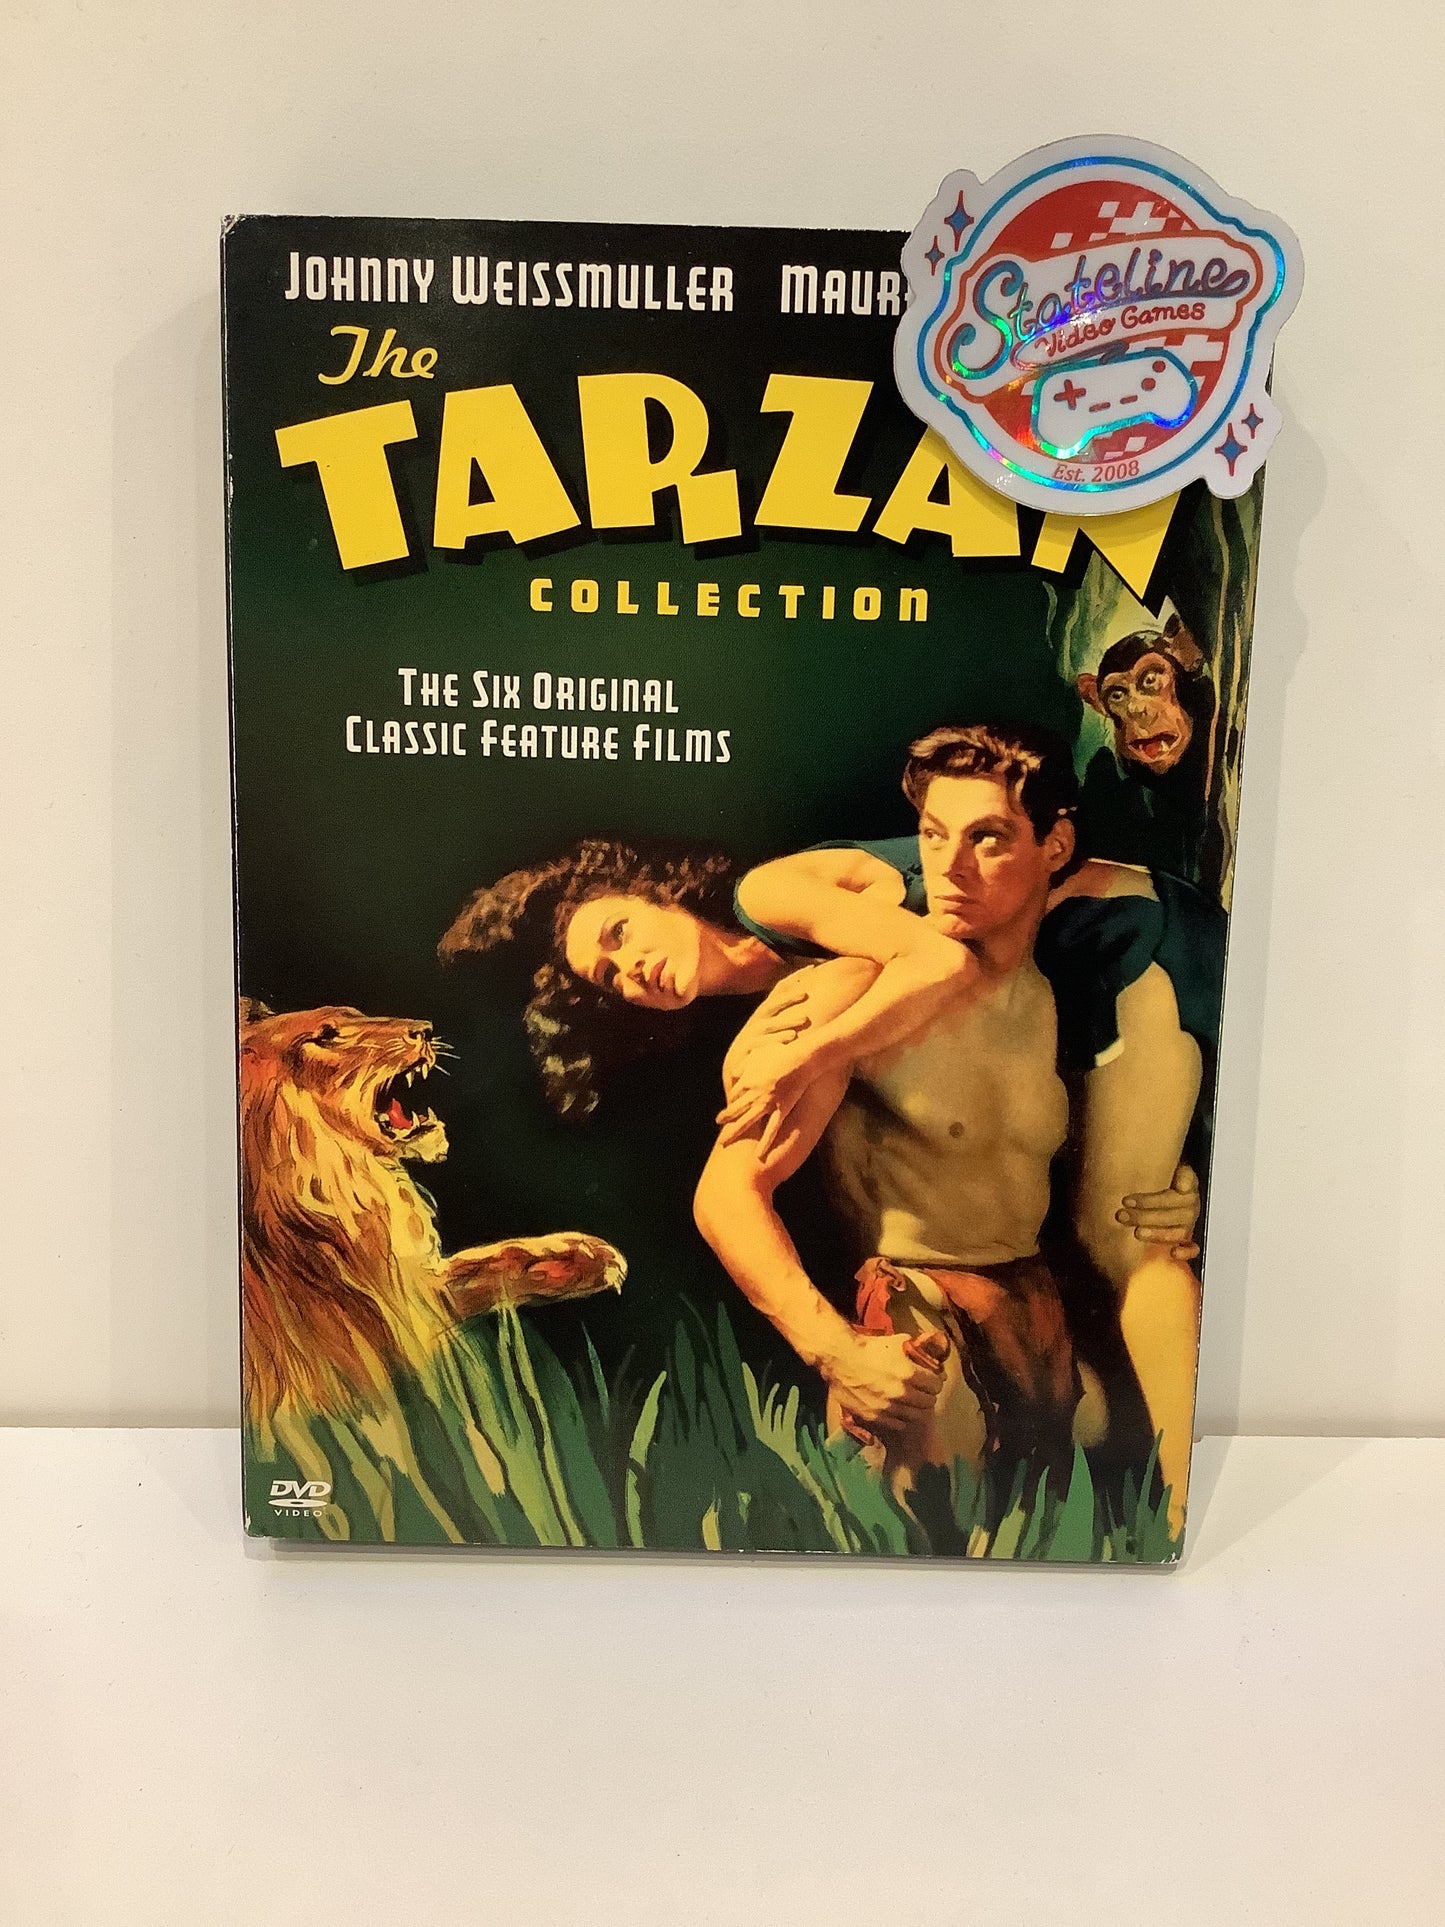 JOHNNY WEISSMULLER
The
TARZAN
COLLECTION
THE SIX ORIGINAL
CLASSIC FEATURE FILMS
Stateline
Video Games
Est. 2008
DVD
VIDEO